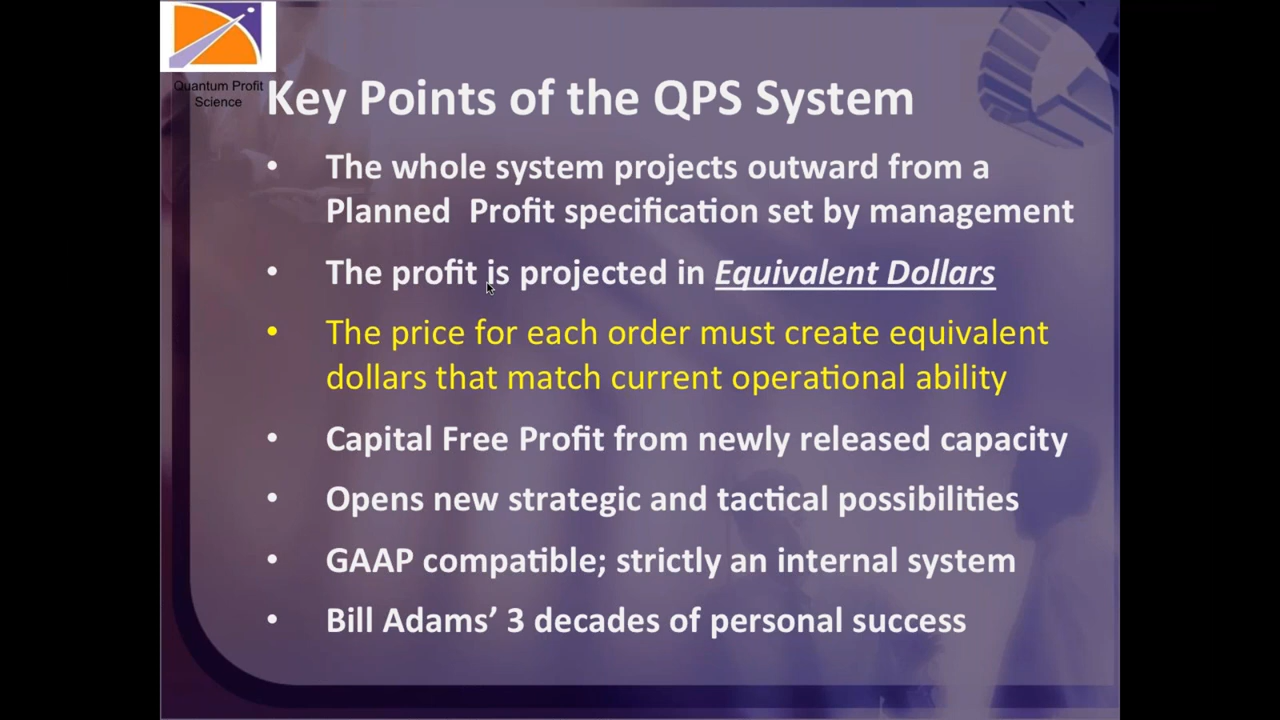 Quantum Profit
Science
Key Points of the QPS System
• The whole system projects outward from a
Planned Profit specification set by management
• The profit is projected in Equivalent Dollars
• The price for each order must create equivalent
dollars that match current operational ability
• Capital Free Profit from newly released capacity
• Opens new strategic and tactical possibilities
• GAAP compatible; strictly an internal system
• Bill Adams’ 3 decades of personal success